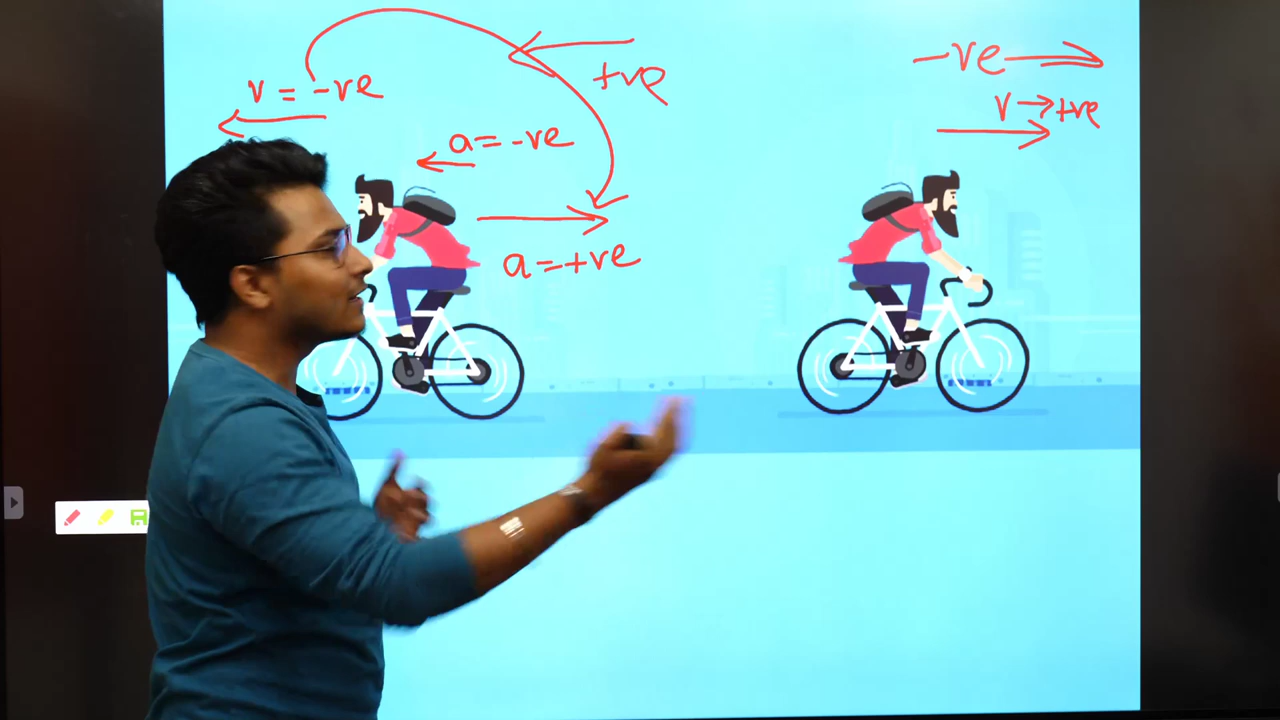 v = -ve
a = -ve
+ve
a = +ve
-ve
v → +ve